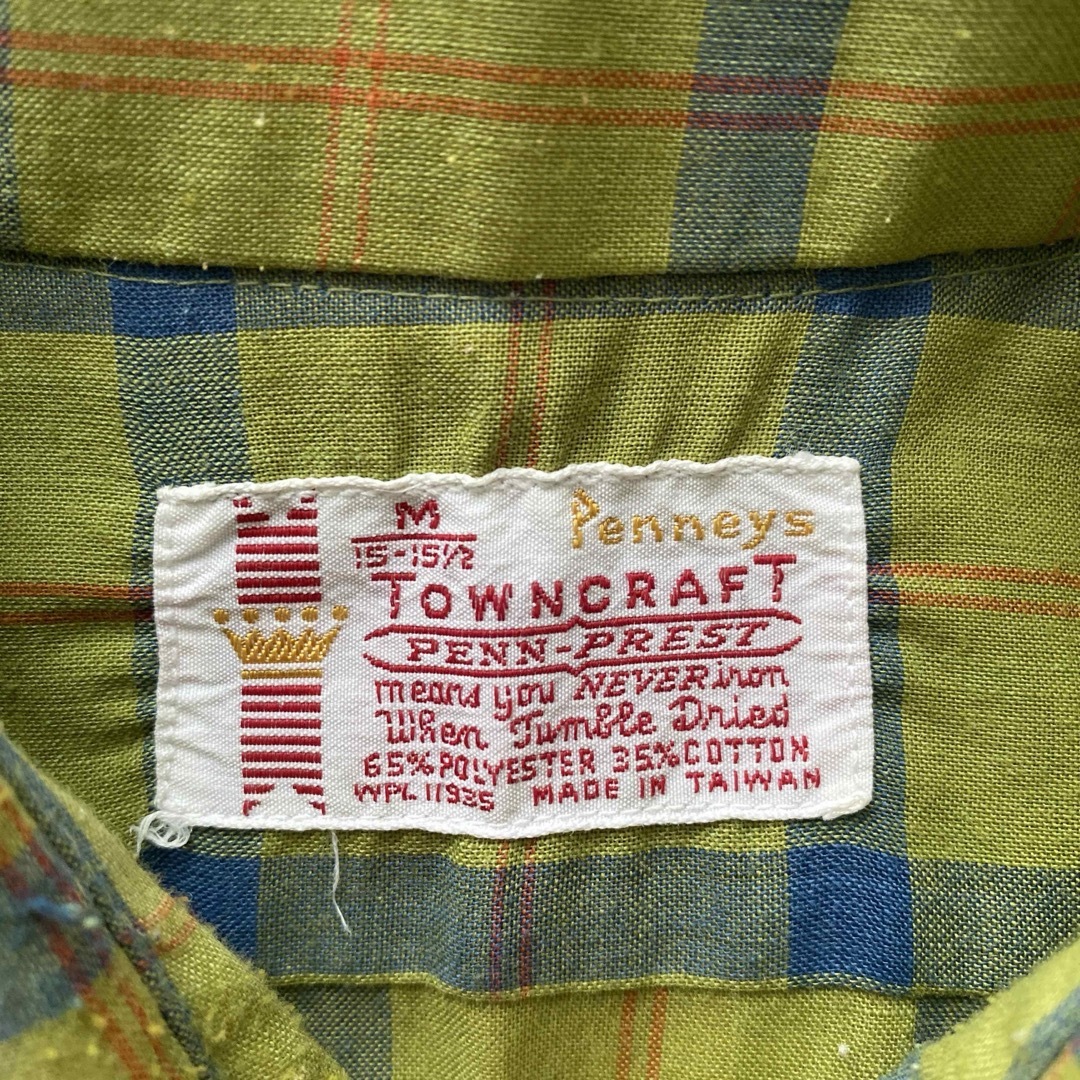 M
15-15½
Penneys
TOWNCRAFT
PENN-PREST
means you NEVER iron
When Tumble Dried
65% POLYESTER 35% COTTON
WPL 11935 MADE IN TAIWAN